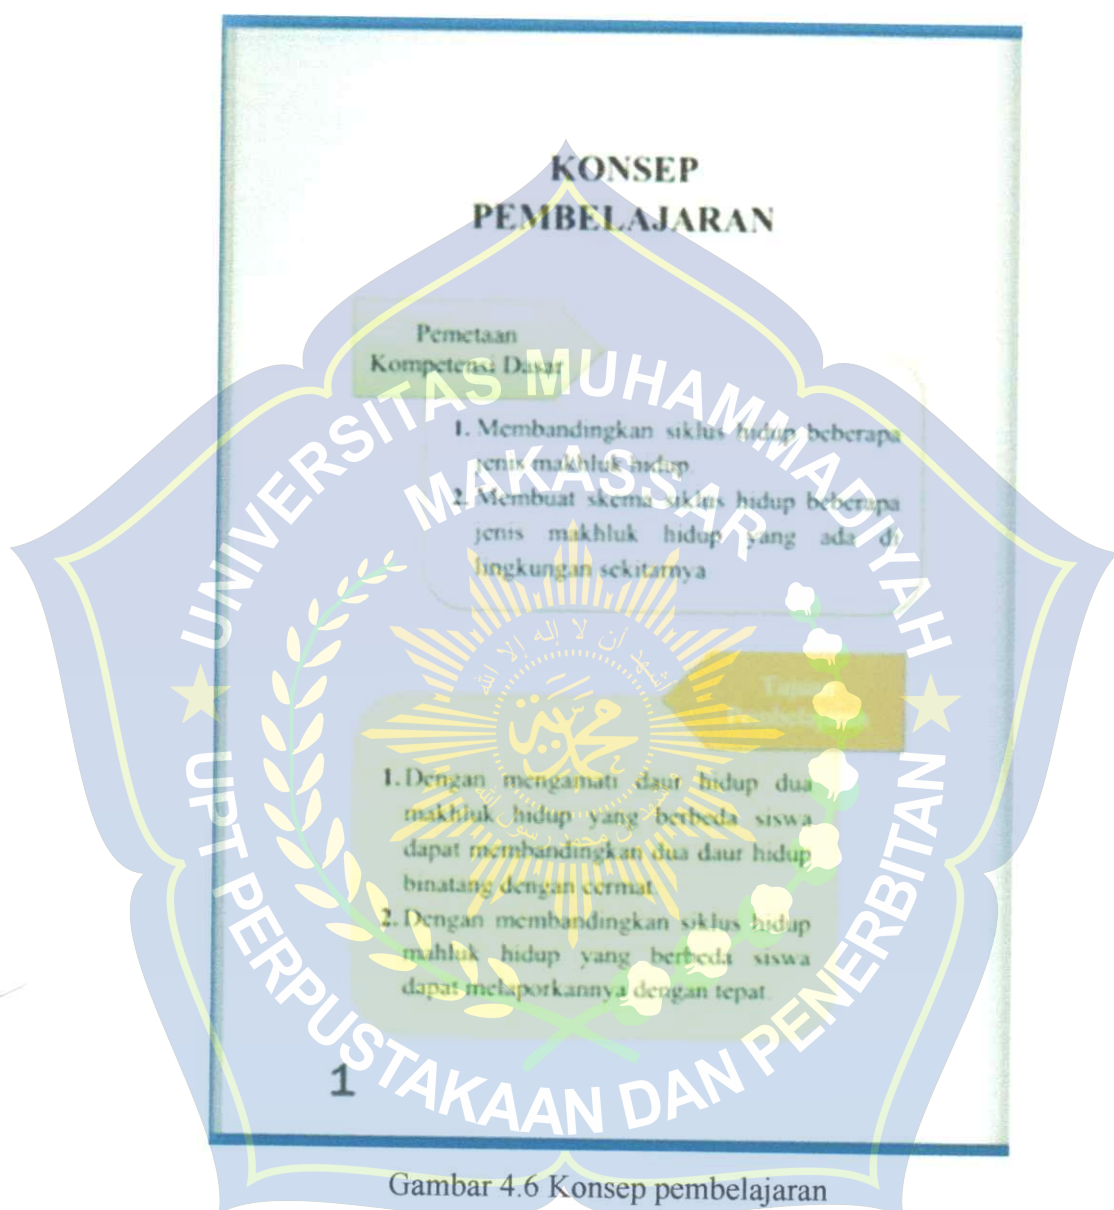 KONSEP
PEMBELAJARAN
Pemetaan
Kompetensi Dasar
1. Membandingkan siklus hidup beberapa
jenis makhluk hidup
2. Membuat skema siklus hidup beberapa
jenis makhluk hidup yang ada di
lingkungan sekitarnya
Tujuan
Pembelajaran
1. Dengan mengamati daur hidup dua
makhluk hidup yang berbeda siswa
dapat membandingkan dua daur hidup
binatang dengan cermat
2. Dengan membandingkan siklus hidup
mahluk hidup yang berbeda siswa
dapat melaporkannya dengan tepat.
1
Gambar 4.6 Konsep pembelajaran
UNIVERSITAS MUHAMMADIYAH
MAKASSAR
UPT PERPUSTAKAAN DAN PENERBITAN